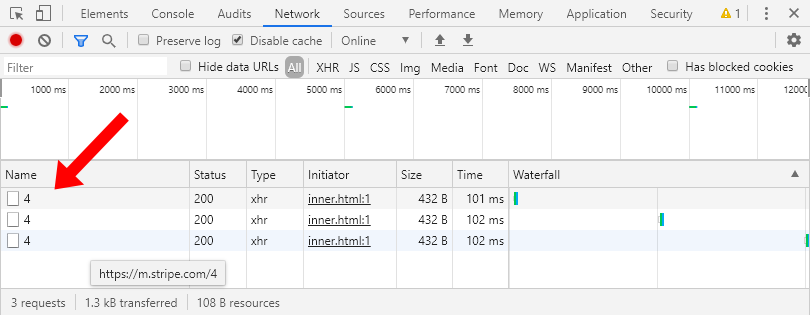 Elements Console Audits Network Sources Performance Memory Security 1
Preserve log Disable cache Online
Filter Hide data URLs All XHR JS CSS Img Media Font Doc WS Manifest Other Has blocked cookies
1000 ms 2000 ms 3000 ms 4000 ms 5000 ms 6000 ms 7000 ms 8000 ms 9000 ms 10000 ms 11000 ms 12000
Name Status Type Initiator Size Time Waterfall
4 200 xhr inner.html:1 432 B 101 ms
4 200 xhr inner.html:1 432 B 102 ms
4 200 xhr inner.html:1 432 B 102 ms
https://m.stripe.com/4
3 requests 1.3 kB transferred 108 B resources